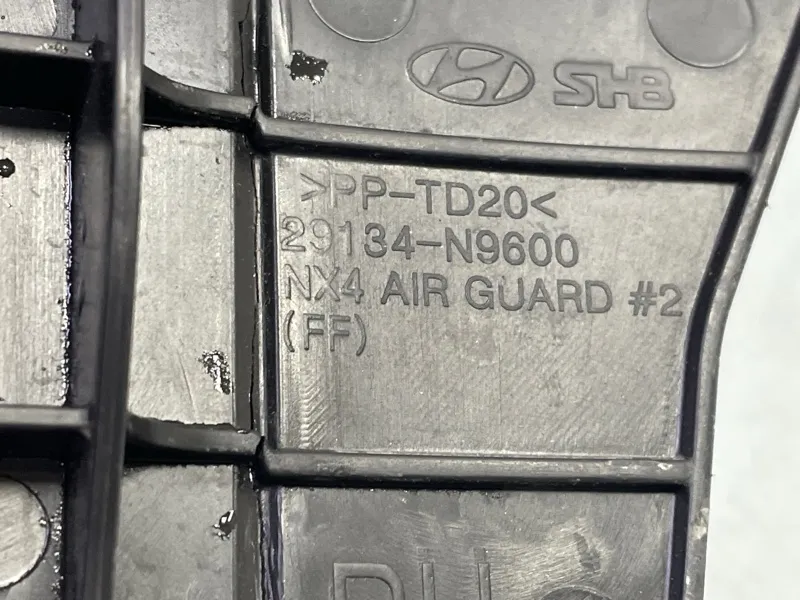 SHB
>PP-TD20<
29134-N9600
NX4 AIR GUARD #2
(FF)